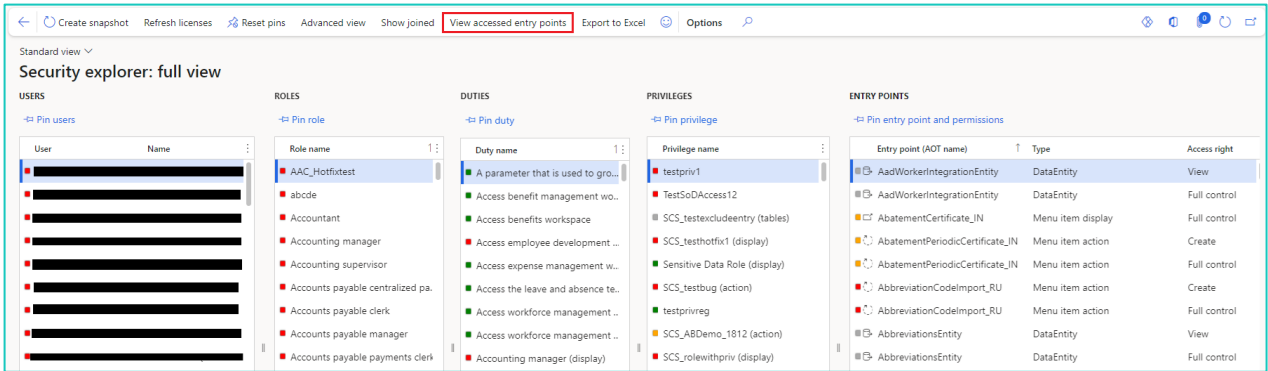 Create snapshot Refresh licenses Reset pins Advanced view Show joined View accessed entry points Export to Excel Options 0
Standard view
Security explorer: full view
USERS ROLES DUTIES PRIVILEGES ENTRY POINTS
Pin users Pin role Pin duty Pin privilege Pin entry point and permissions
User Name Role name Duty name Privilege name Entry point (AOT name) Type Access right
AAC_Hotfixtest A parameter that is used to gro... testpriv1 AadWorkerIntegrationEntity DataEntity View
abcde Access benefit management wo.. TestSoDAccess12 AadWorkerIntegrationEntity DataEntity Full control
Accountant Access benefits workspace SCS_testexcludeentry (tables) AbatementCertificate_IN Menu item display Full control
Accounting manager Access employee development ... SCS_testhotfix1 (display) AbatementPeriodicCertificate_IN Menu item action Create
Accounting supervisor Access expense management w.. Sensitive Data Role (display) AbatementPeriodicCertificate_IN Menu item action Full control
Accounts payable centralized pa. Access the leave and absence te.. SCS_testbug (action) AbbreviationCodeImport_RU Menu item action Create
Accounts payable clerk Access workforce management .. testprivreg AbbreviationCodeImport_RU Menu item action Full control
Accounts payable manager Access workforce management .. SCS_ABDemo_1812 (action) AbbreviationsEntity DataEntity View
Accounts payable payments clerk Accounting manager (display) SCS_rolewithpriv (display) AbbreviationsEntity DataEntity Full control